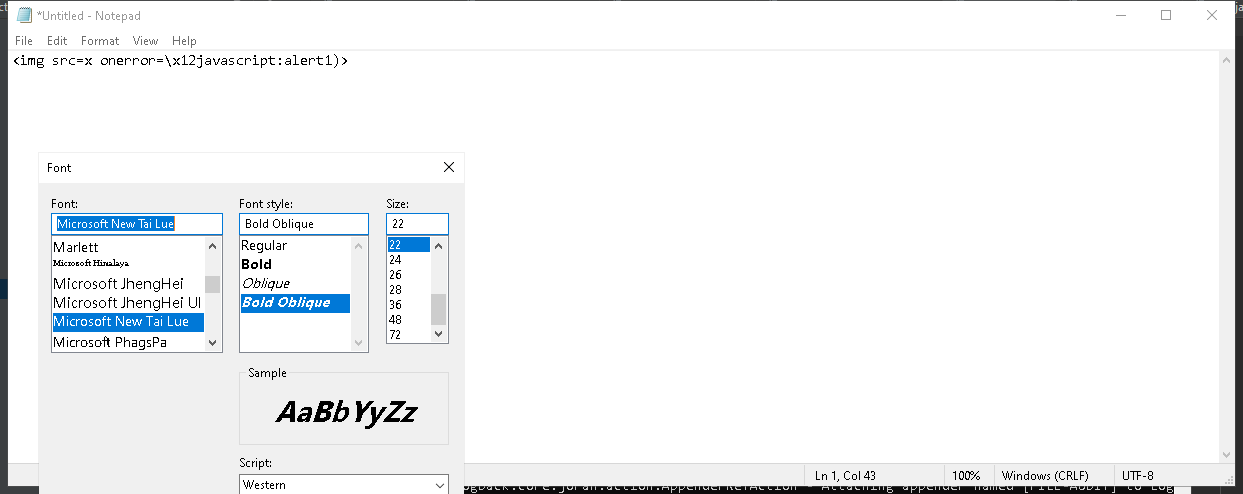 *Untitled - Notepad
File Edit Format View Help
<img src=x onerror=\x12javascript:alert1)>
Font
Font: Font style: Size:
Microsoft New Tai Lue Bold Oblique 22
Marlett Regular 22
Microsoft Himalaya Bold 24
Microsoft JhengHei Oblique 26
Microsoft JhengHei UI Bold Oblique 28
Microsoft New Tai Lue 36
Microsoft PhagsPa 48
72
Sample
AaBbYyZz
Script:
Western
Ln 1, Col 43 100% Windows (CRLF) UTF-8